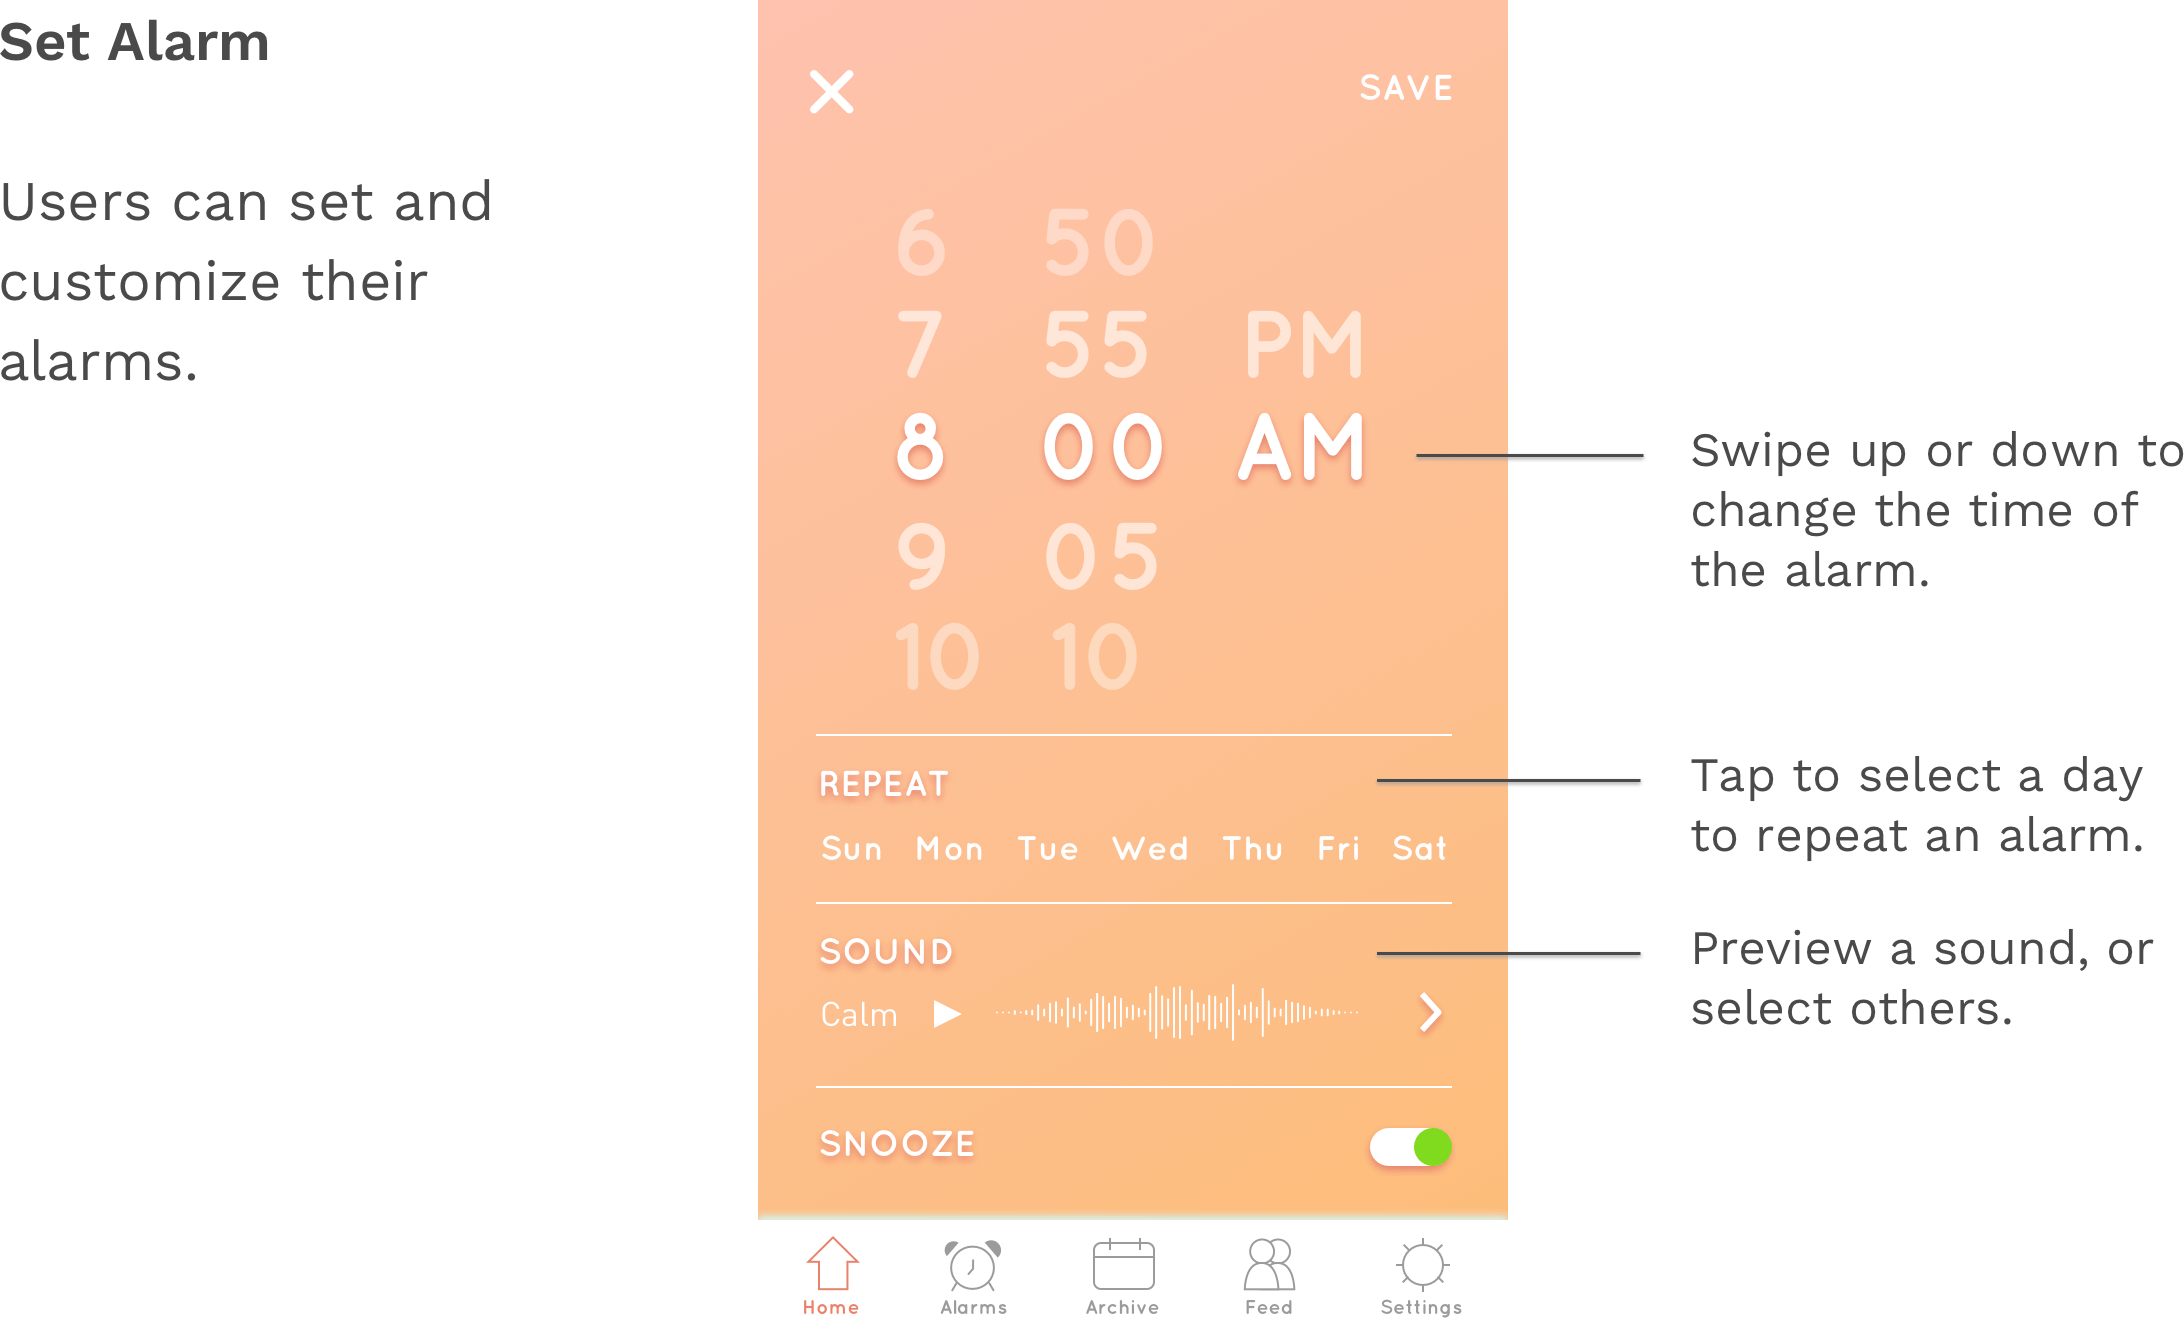 Set Alarm
Users can set and
customize their
alarms.
SAVE
6 50
7 55 PM
8 00 AM
9 05
10 10
Swipe up or down to
change the time of
the alarm.
REPEAT
Sun Mon Tue Wed Thu Fri Sat
Tap to select a day
to repeat an alarm.
SOUND
Calm
Preview a sound, or
select others.
SNOOZE
Home Alarms Archive Feed Settings